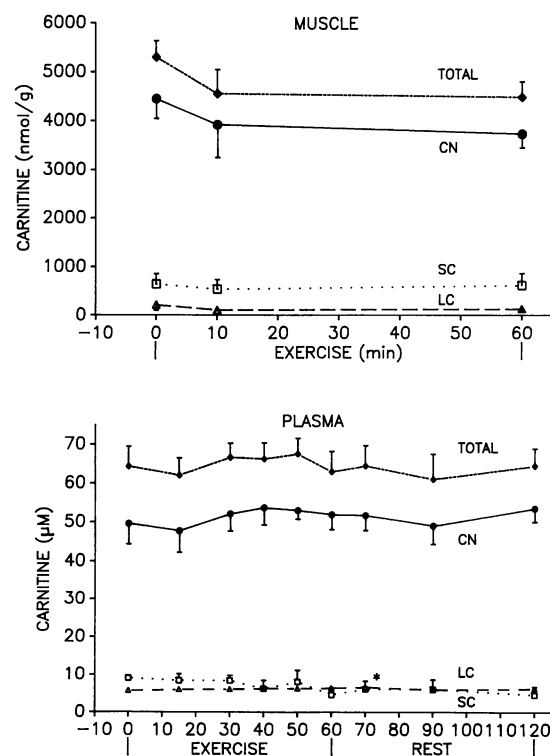 MUSCLE
6000
5000
4000
3000
2000
1000
0
CARNITINE (nmol/g)
TOTAL
CN
SC
LC
−10 0 10 20 30 40 50 60
EXERCISE (min)
PLASMA
70
60
50
40
30
20
10
0
CARNITINE (μM)
TOTAL
CN
*
LC
SC
−10 0 10 20 30 40 50 60 70 80 90 100 110 120
EXERCISE REST